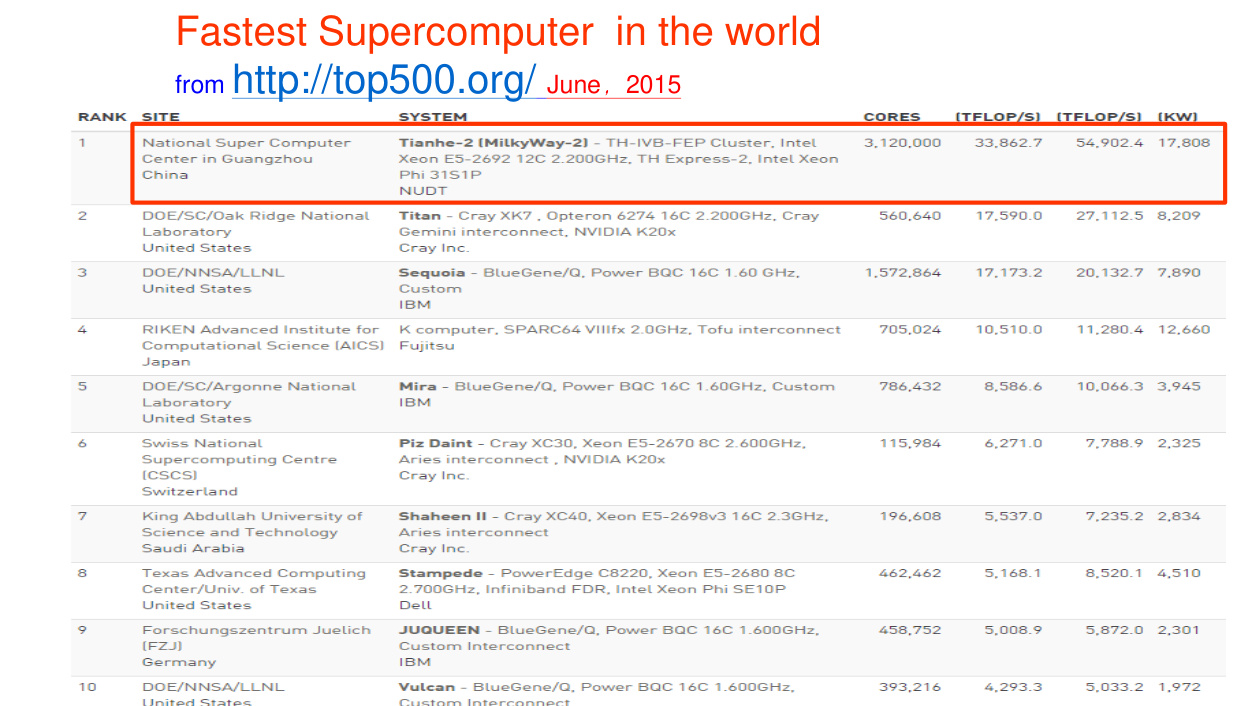 Fastest Supercomputer in the world
from http://top500.org/ June，2015
RANK SITE SYSTEM CORES (TFLOP/S) (TFLOP/S) (KW)
1 National Super Computer Tianhe-2 (MilkyWay-2) - TH-IVB-FEP Cluster, Intel 3,120,000 33,862.7 54,902.4 17,808
Center in Guangzhou Xeon E5-2692 12C 2.200GHz, TH Express-2, Intel Xeon
China Phi 31S1P
NUDT
2 DOE/SC/Oak Ridge National Titan - Cray XK7 , Opteron 6274 16C 2.200GHz, Cray 560,640 17,590.0 27,112.5 8,209
Laboratory Gemini interconnect, NVIDIA K20x
United States Cray Inc.
3 DOE/NNSA/LLNL Sequoia - BlueGene/Q, Power BQC 16C 1.60 GHz, 1,572,864 17,173.2 20,132.7 7,890
United States Custom
IBM
4 RIKEN Advanced Institute for K computer, SPARC64 VIIIfx 2.0GHz, Tofu interconnect 705,024 10,510.0 11,280.4 12,660
Computational Science (AICS) Fujitsu
Japan
5 DOE/SC/Argonne National Mira - BlueGene/Q, Power BQC 16C 1.60GHz, Custom 786,432 8,586.6 10,066.3 3,945
Laboratory IBM
United States
6 Swiss National Piz Daint - Cray XC30, Xeon E5-2670 8C 2.600GHz, 115,984 6,271.0 7,788.9 2,325
Supercomputing Centre Aries interconnect , NVIDIA K20x
(CSCS) Cray Inc.
Switzerland
7 King Abdullah University of Shaheen II - Cray XC40, Xeon E5-2698v3 16C 2.3GHz, 196,608 5,537.0 7,235.2 2,834
Science and Technology Aries interconnect
Saudi Arabia Cray Inc.
8 Texas Advanced Computing Stampede - PowerEdge C8220, Xeon E5-2680 8C 462,462 5,168.1 8,520.1 4,510
Center/Univ. of Texas 2.700GHz, Infiniband FDR, Intel Xeon Phi SE10P
United States Dell
9 Forschungszentrum Juelich JUQUEEN - BlueGene/Q, Power BQC 16C 1.600GHz, 458,752 5,008.9 5,872.0 2,301
(FZJ) Custom Interconnect
Germany IBM
10 DOE/NNSA/LLNL Vulcan - BlueGene/Q, Power BQC 16C 1.600GHz, 393,216 4,293.3 5,033.2 1,972
United States Custom Interconnect